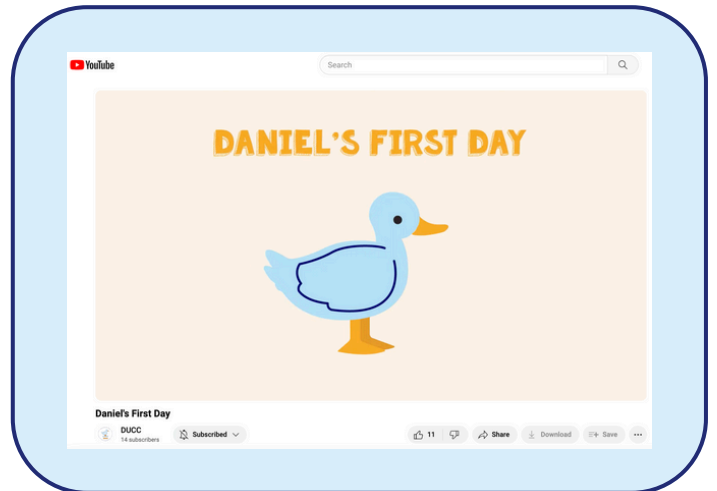 YouTube
Search
DANIEL'S FIRST DAY
Daniel's First Day
DUCC
14 subscribers
Subscribed
11
Share
Download
Save